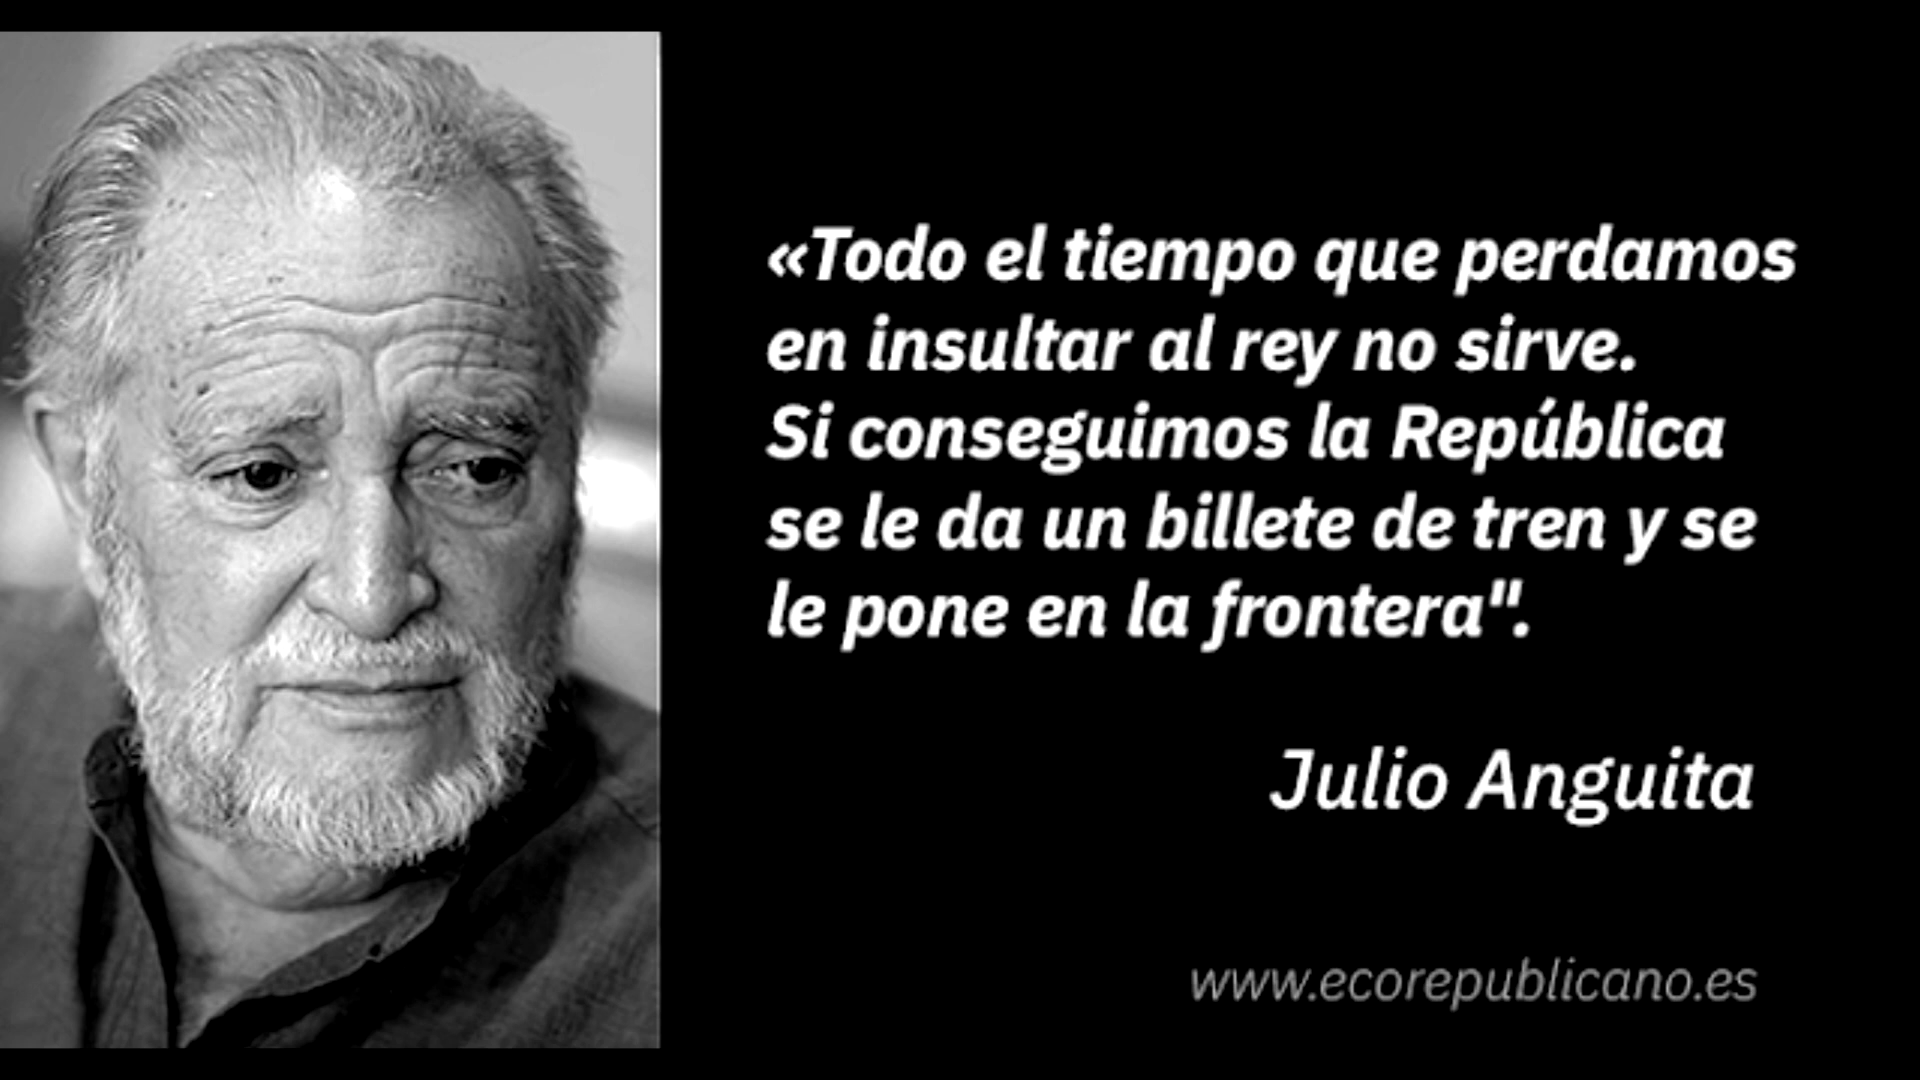 «Todo el tiempo que perdamos
en insultar al rey no sirve.
Si conseguimos la República
se le da un billete de tren y se
le pone en la frontera".
Julio Anguita
www.ecorepublicano.es